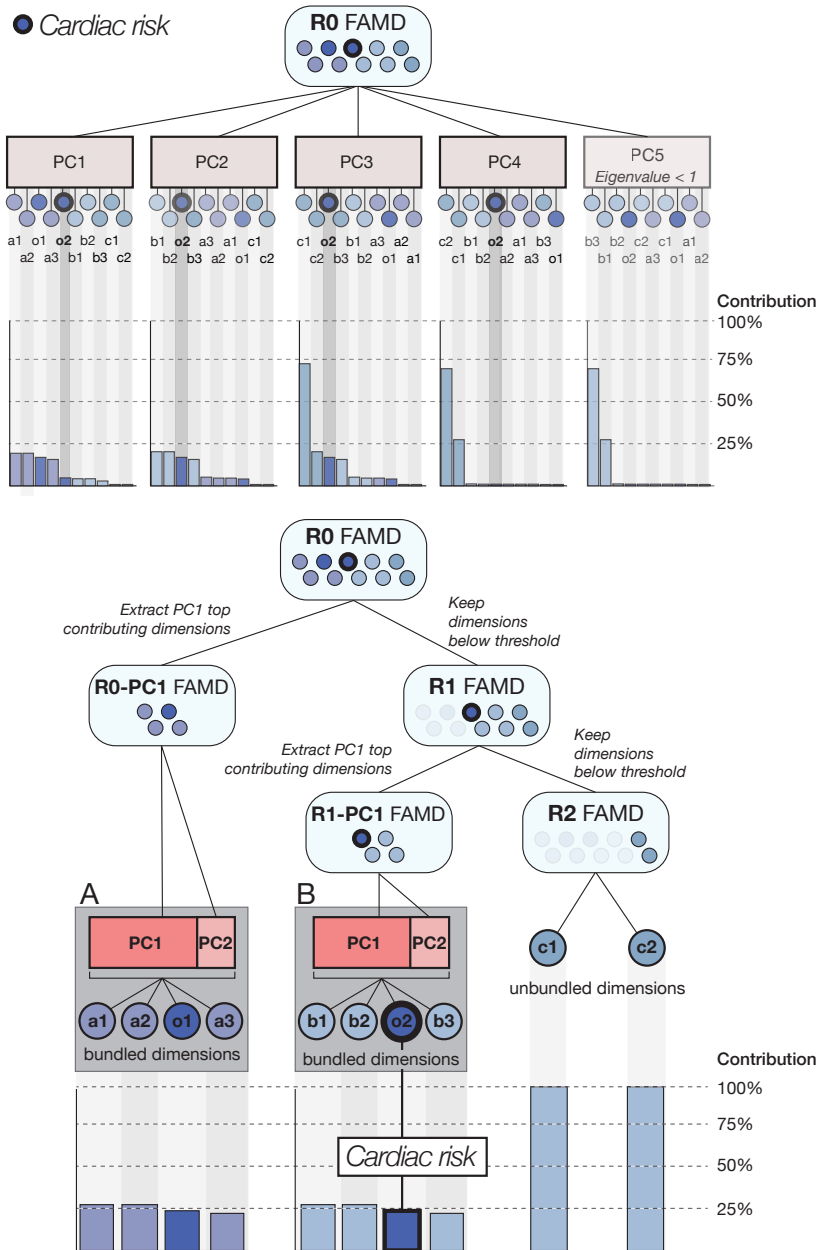 Cardiac risk
R0 FAMD
PC1
PC2
PC3
PC4
PC5
Eigenvalue < 1
a1 o1 o2 b2 c1
a2 a3 b1 b3 c2
b1 o2 a3 a1 c1
b2 b3 a2 o1 c2
c1 o2 b1 a3 a2
c2 b3 b2 o1 a1
c2 b1 o2 a1 b3
c1 b2 a2 a3 o1
b3 b2 c2 c1 a1
b1 o2 a3 o1 a2
Contribution
100%
75%
50%
25%
R0 FAMD
Extract PC1 top
contributing dimensions
Keep
dimensions
below threshold
R0-PC1 FAMD
R1 FAMD
Extract PC1 top
contributing dimensions
Keep
dimensions
below threshold
R1-PC1 FAMD
R2 FAMD
A
B
PC1 PC2
PC1 PC2
c1 c2
unbundled dimensions
a1 a2 o1 a3
b1 b2 o2 b3
bundled dimensions
bundled dimensions
Contribution
100%
75%
Cardiac risk
50%
25%